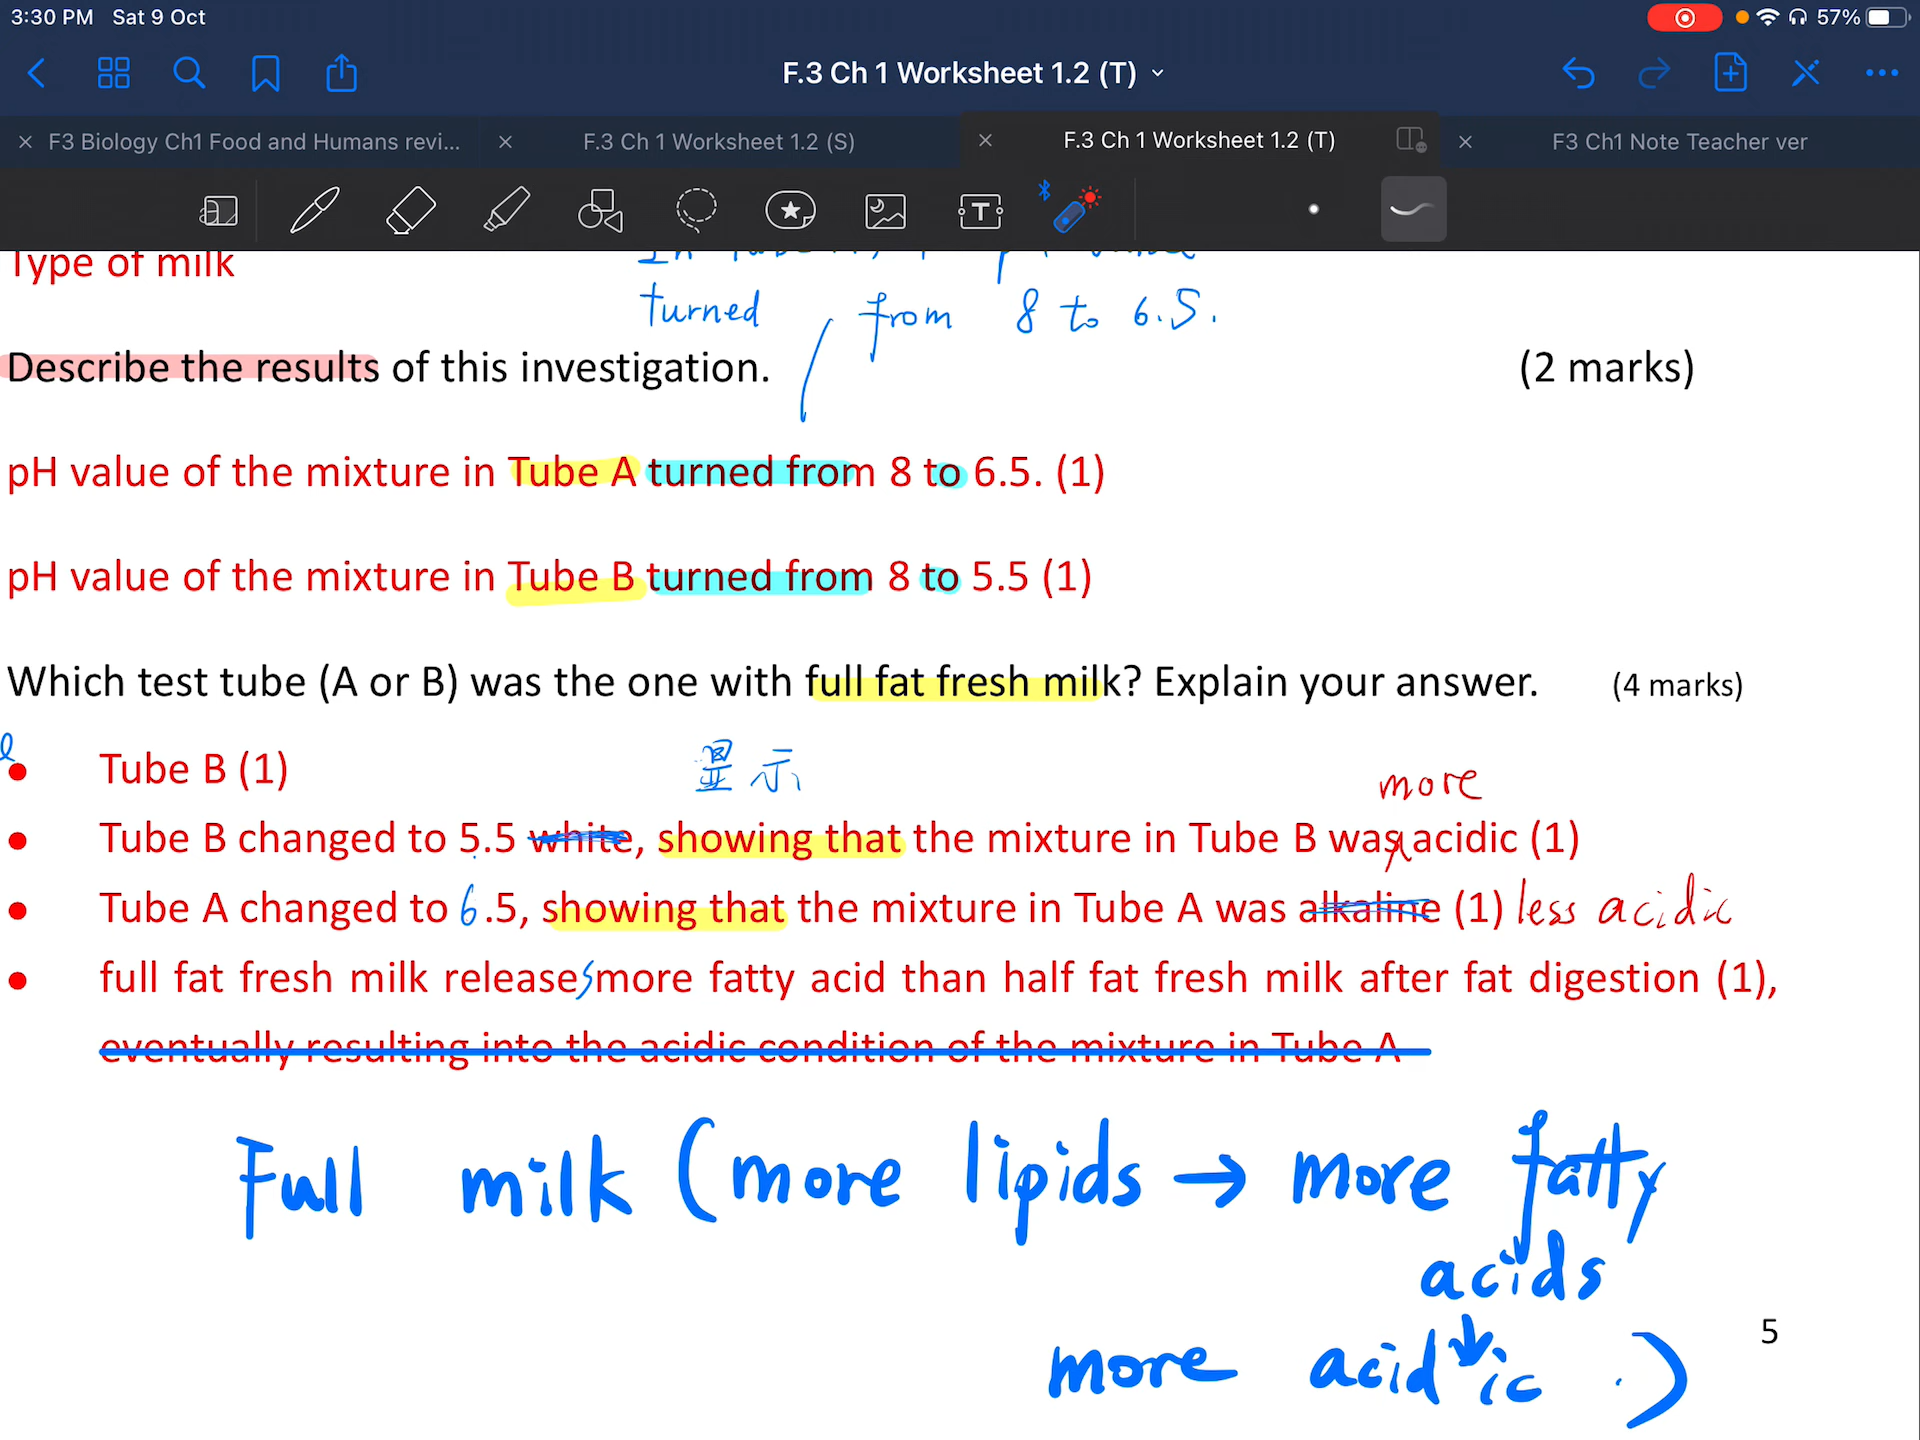 3:30 PM Sat 9 Oct 57%
F.3 Ch 1 Worksheet 1.2 (T)
F3 Biology Ch1 Food and Humans revi... F.3 Ch 1 Worksheet 1.2 (S) F.3 Ch 1 Worksheet 1.2 (T) F3 Ch1 Note Teacher ver
Type of milk
turned from 8 to 6.5.
Describe the results of this investigation. (2 marks)
pH value of the mixture in Tube A turned from 8 to 6.5. (1)
pH value of the mixture in Tube B turned from 8 to 5.5 (1)
Which test tube (A or B) was the one with full fat fresh milk? Explain your answer. (4 marks)
• Tube B (1) 显示
more
• Tube B changed to 5.5 white, showing that the mixture in Tube B was acidic (1)
• Tube A changed to 6.5, showing that the mixture in Tube A was alkaline (1) less acidic
• full fat fresh milk releases more fatty acid than half fat fresh milk after fat digestion (1),
eventually resulting into the acidic condition of the mixture in Tube A
Full milk (more lipids → more fatty
acids
more acidic.)
5